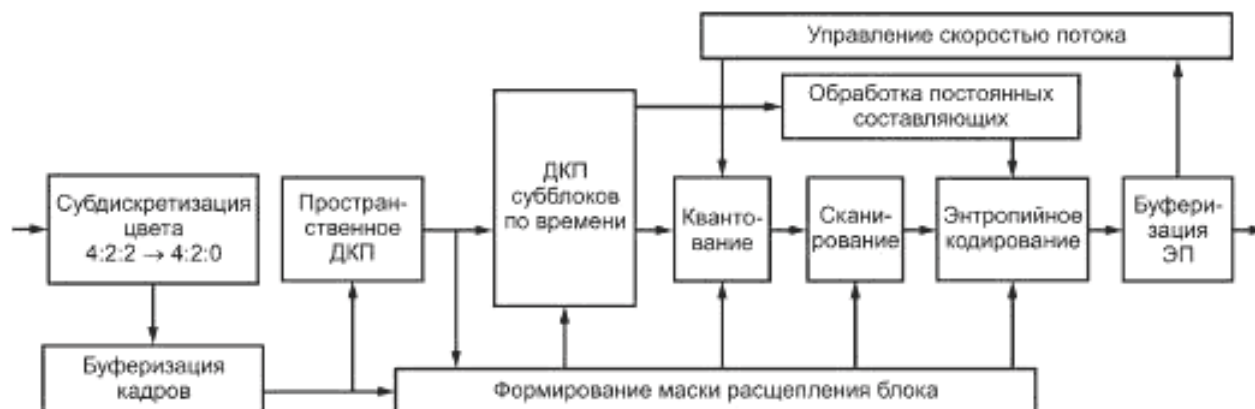 Управление скоростью потока
Обработка постоянных
составляющих
ДКП
субблоков
по времени
Субдискретизация
цвета
4:2:2 → 4:2:0
Простран-
ственное
ДКП
Кванто-
вание
Скани-
рование
Энтропийное
кодирование
Буфери-
зация
ЭП
Буферизация
кадров
Формирование маски расщепления блока